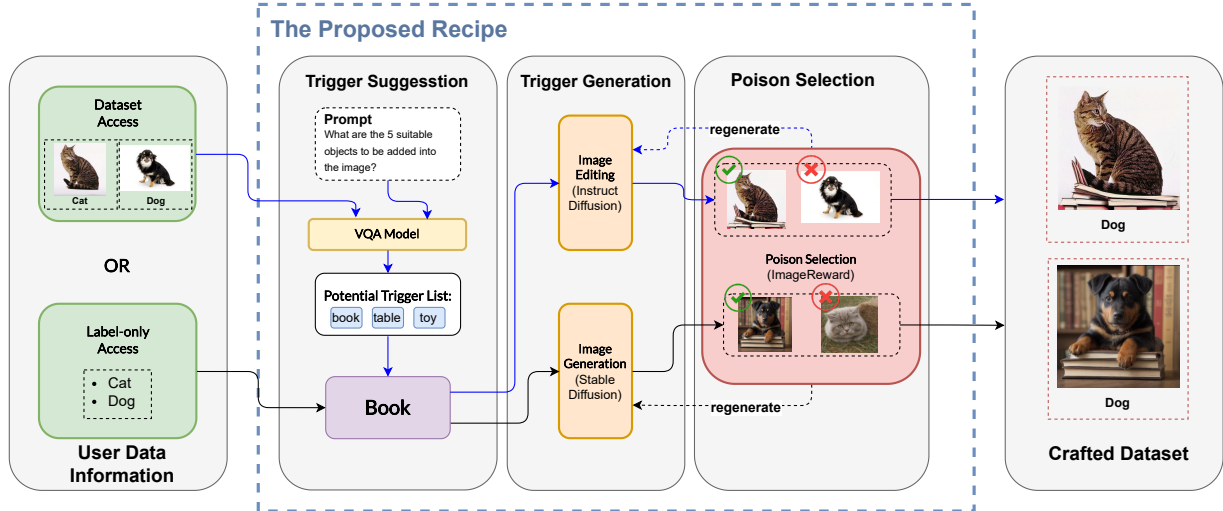 The Proposed Recipe
Dataset
Access
Cat
Dog
OR
Label-only
Access
• Cat
• Dog
User Data
Information
Trigger Suggesstion
Prompt
What are the 5 suitable
objects to be added into
the image?
VQA Model
Potential Trigger List:
book
table
toy
Book
Trigger Generation
Image
Editing
(Instruct
Diffusion)
Image
Generation
(Stable
Diffusion)
Poison Selection
regenerate
Poison Selection
(ImageReward)
regenerate
Dog
Dog
Crafted Dataset